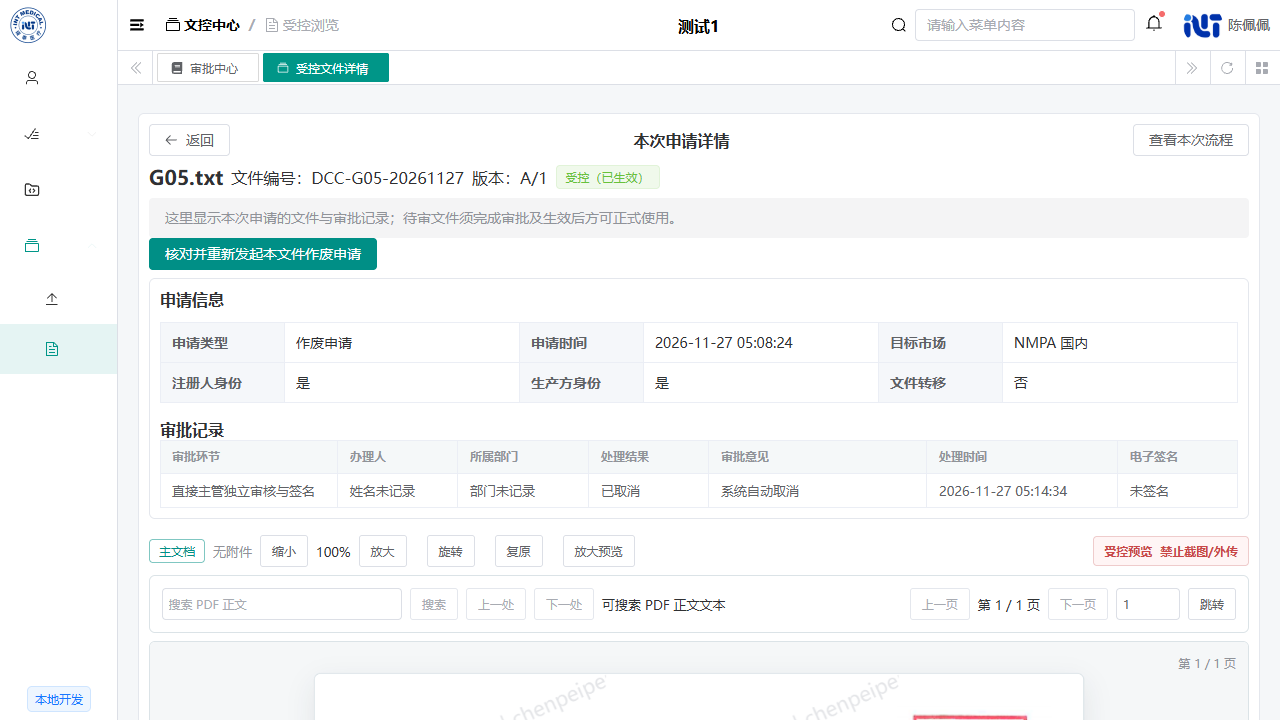 INT MEDICAL
文控中心 / 受控浏览
测试1
请输入菜单内容
陈佩佩
审批中心
受控文件详情
返回
本次申请详情
查看本次流程
G05.txt 文件编号：DCC-G05-20261127 版本：A/1 受控（已生效）
这里显示本次申请的文件与审批记录；待审文件须完成审批及生效后方可正式使用。
核对并重新发起本文件作废申请
申请信息
申请类型 作废申请 申请时间 2026-11-27 05:08:24 目标市场 NMPA 国内
注册人身份 是 生产方身份 是 文件转移 否
审批记录
审批环节 办理人 所属部门 处理结果 审批意见 处理时间 电子签名
直接主管独立审核与签名 姓名未记录 部门未记录 已取消 系统自动取消 2026-11-27 05:14:34 未签名
主文档 无附件 缩小 100% 放大 旋转 复原 放大预览 受控预览 禁止截图/外传
搜索 PDF 正文 搜索 上一处 下一处 可搜索 PDF 正文文本 上一页 第 1 / 1 页 下一页 1 跳转
第 1 / 1 页
chenpeipe chenpeipe
本地开发